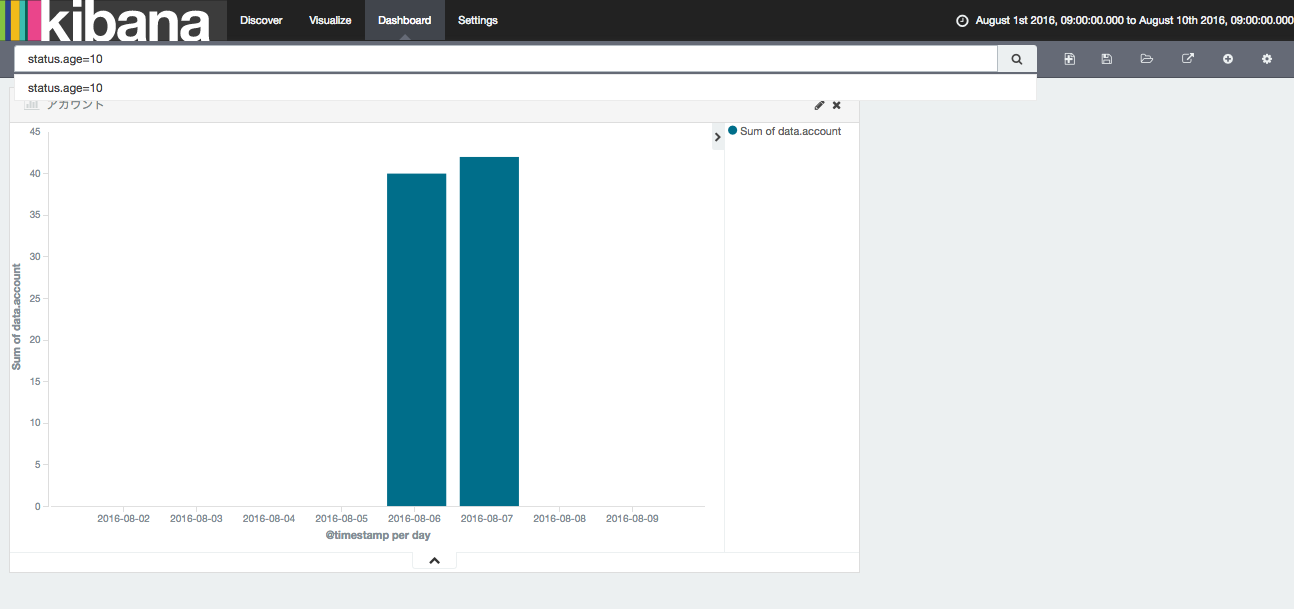 kibana
Discover Visualize Dashboard Settings
August 1st 2016, 09:00:00.000 to August 10th 2016, 09:00:00.000
status.age=10
status.age=10
アカウント
Sum of data.account
45
40
35
30
25
20
15
10
5
0
Sum of data.account
2016-08-02 2016-08-03 2016-08-04 2016-08-05 2016-08-06 2016-08-07 2016-08-08 2016-08-09
@timestamp per day